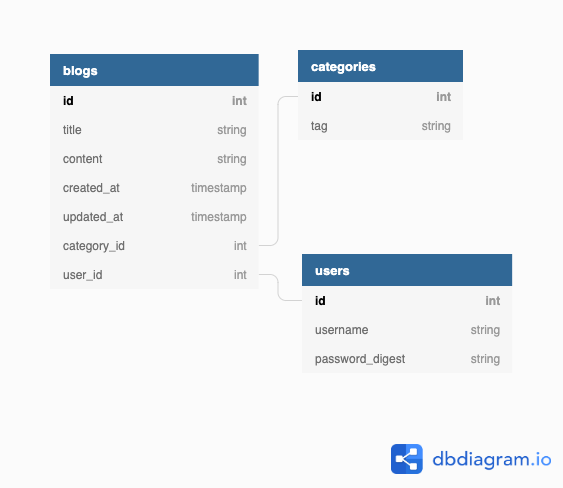 blogs
id int
title string
content string
created_at timestamp
updated_at timestamp
category_id int
user_id int
categories
id int
tag string
users
id int
username string
password_digest string
dbdiagram.io